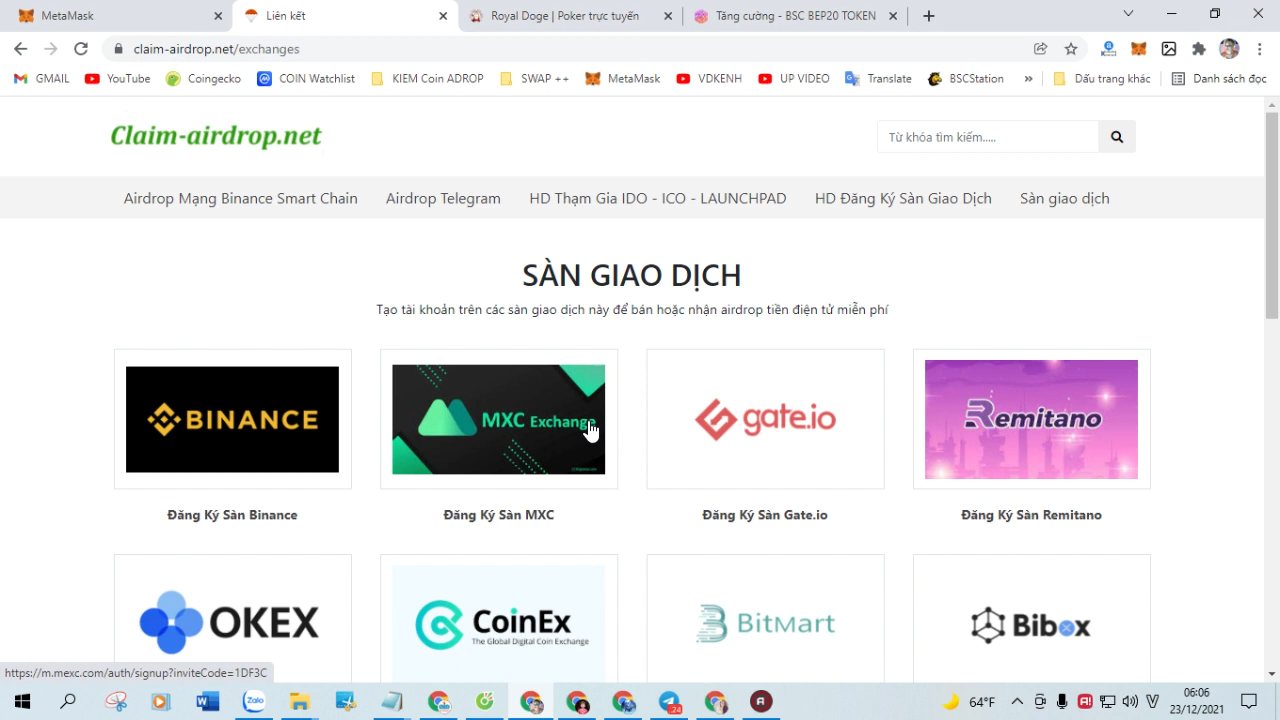 MetaMask
Liên kết
Royal Doge | Poker trực tuyến
Tăng cường - BSC BEP20 TOKEN
claim-airdrop.net/exchanges
GMAIL
YouTube
Coingecko
COIN Watchlist
KIEM Coin ADROP
SWAP ++
MetaMask
VDKENH
UP VIDEO
Translate
BSCStation
»
Dấu trang khác
Danh sách đọc
Claim-airdrop.net
Từ khóa tìm kiếm.....
Airdrop Mạng Binance Smart Chain
Airdrop Telegram
HD Thạm Gia IDO - ICO - LAUNCHPAD
HD Đăng Ký Sàn Giao Dịch
Sàn giao dịch
SÀN GIAO DỊCH
Tạo tài khoản trên các sàn giao dịch này để bán hoặc nhận airdrop tiền điện tử miễn phí
BINANCE
MXC Exchange
gate.io
Remitano
Đăng Ký Sàn Binance
Đăng Ký Sàn MXC
Đăng Ký Sàn Gate.io
Đăng Ký Sàn Remitano
OKEX
CoinEx
The Global Digital Coin Exchange
BitMart
Bibox
https://m.mexc.com/auth/signup?inviteCode=1DF3C
Zalo
24
64°F
06:06
23/12/2021